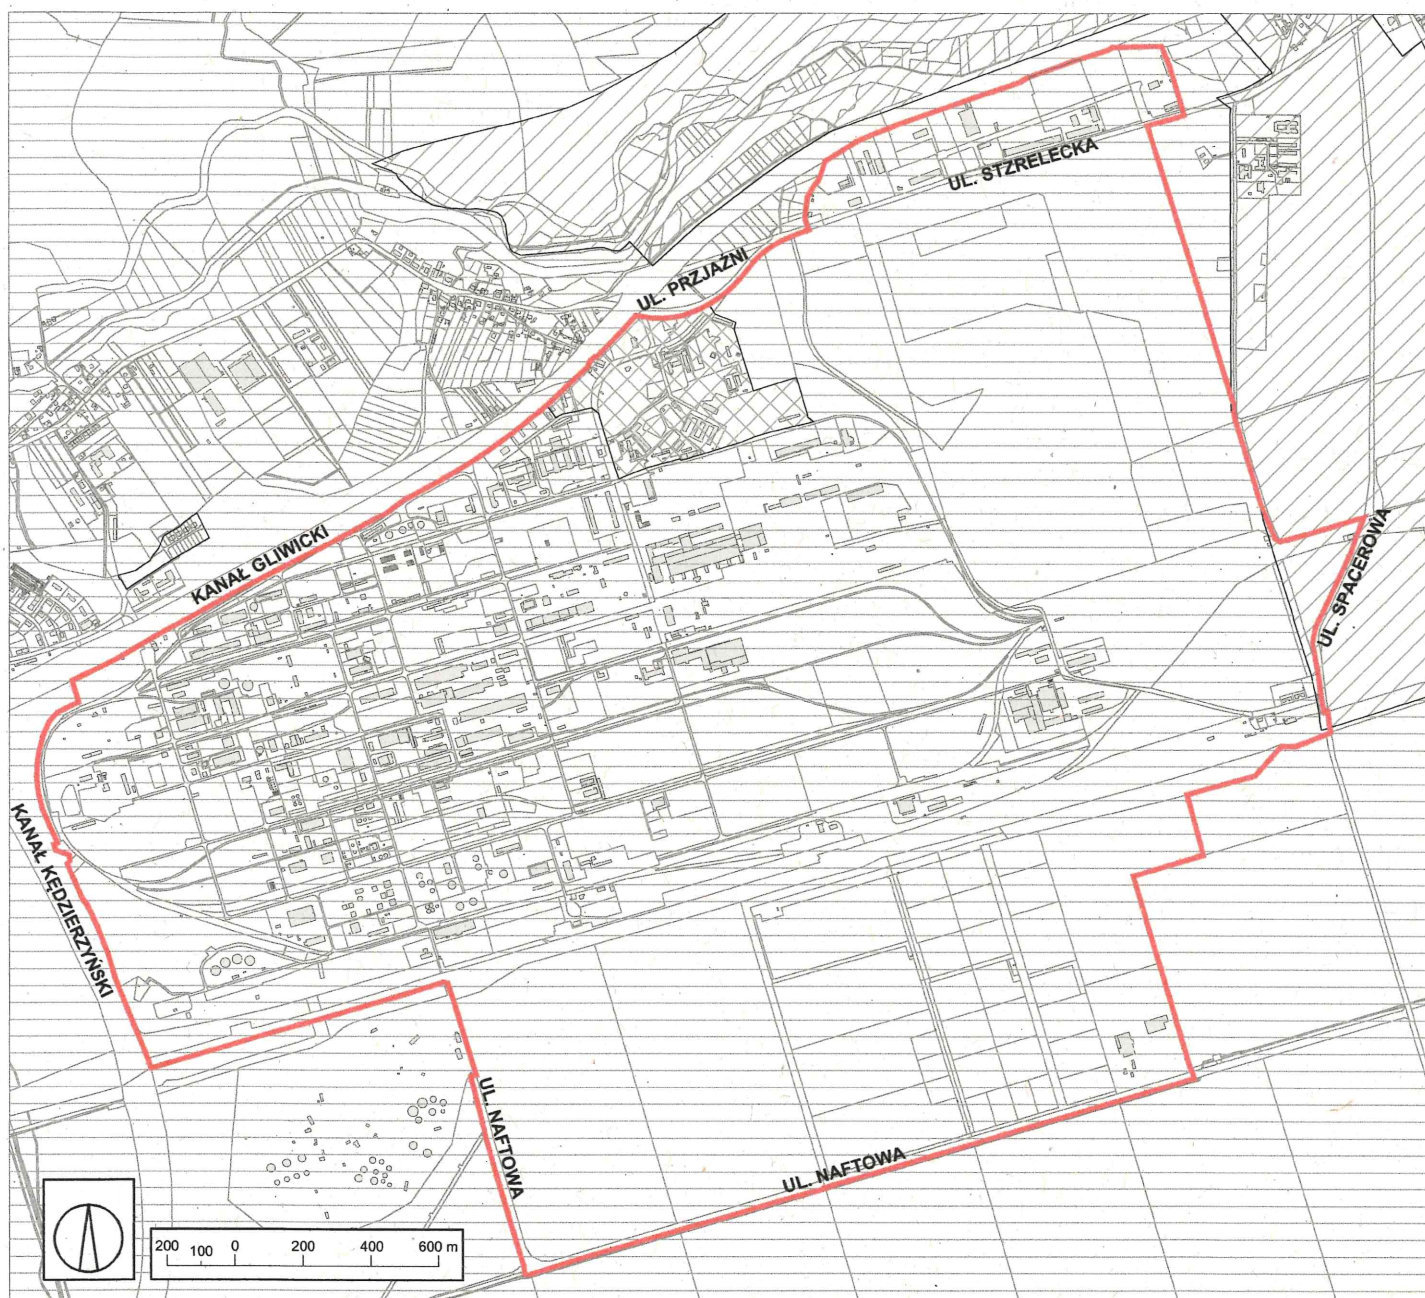 UL. STZRELECKA
UL. PRZJAŹNI
KANAŁ GLIWICKI
UL. SPACEROWA
KANAŁ KĘDZIERZYŃSKI
UL. NAFTOWA
UL. NAFTOWA
200 100 0 200 400 600 m